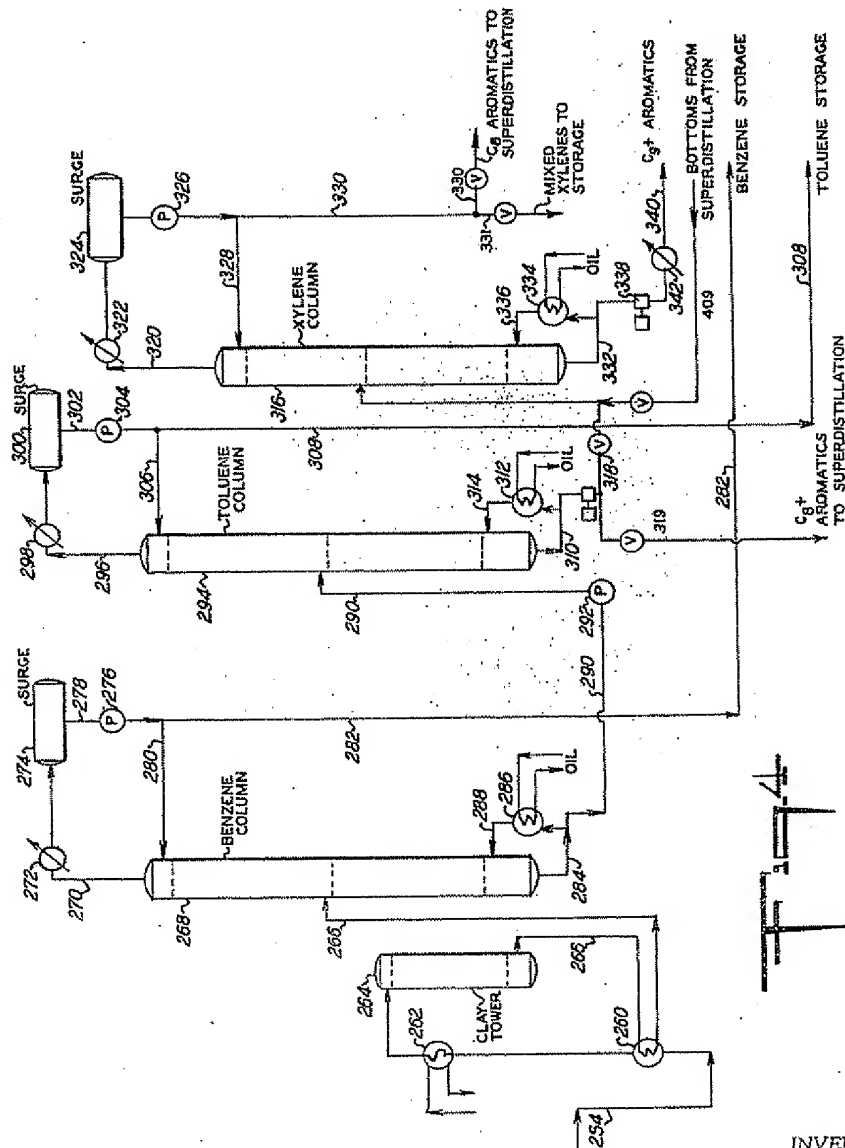 SURGE
324
326
P
322
320
328
330
C8 AROMATICS TO
SUPERDISTILLATION
V
330
331
V
MIXED
XYLENES TO
STORAGE
XYLENE
COLUMN
316
336
334
OIL
332
338
340
342
C9+ AROMATICS
BOTTOMS FROM
SUPERDISTILLATION
409
V
BENZENE STORAGE
TOLUENE STORAGE
308
SURGE
300
302
304
P
298
296
306
308
TOLUENE
COLUMN
294
314
312
OIL
310
318
V
319
V
C8+
AROMATICS
TO SUPERDISTILLATION
290
292
P
290
282
SURGE
274
278
276
P
272
270
280
282
BENZENE
COLUMN
268
288
286
OIL
284
266
266
264
CLAY
TOWER
262
260
254
INVE